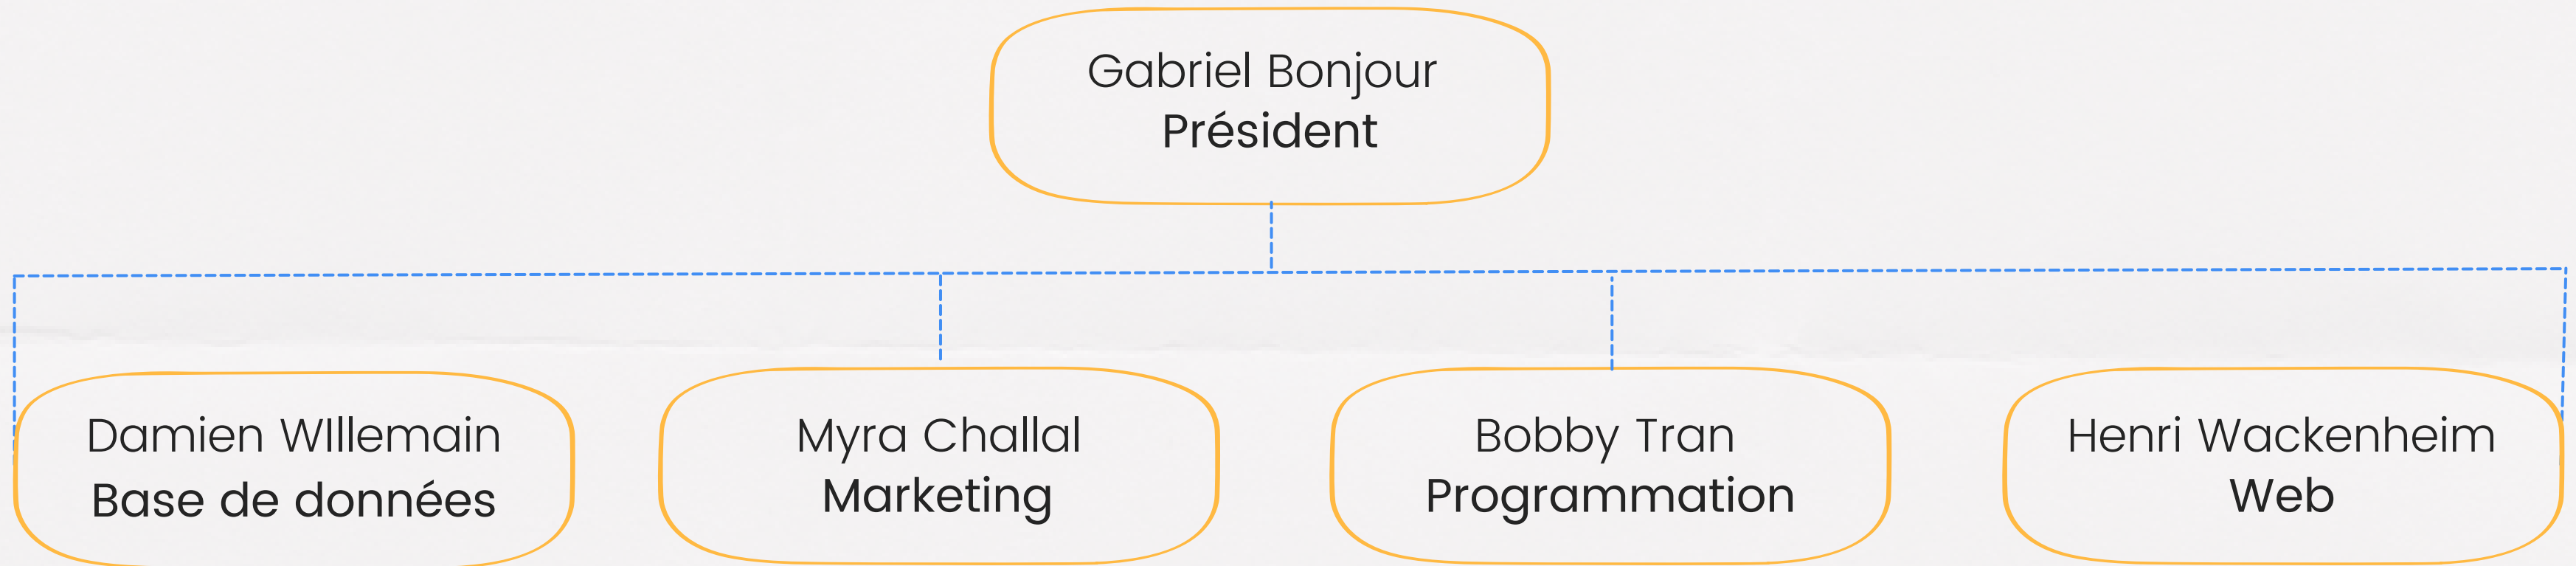 Gabriel Bonjour
Président
Damien WIllemain
Base de données
Myra Challal
Marketing
Bobby Tran
Programmation
Henri Wackenheim
Web